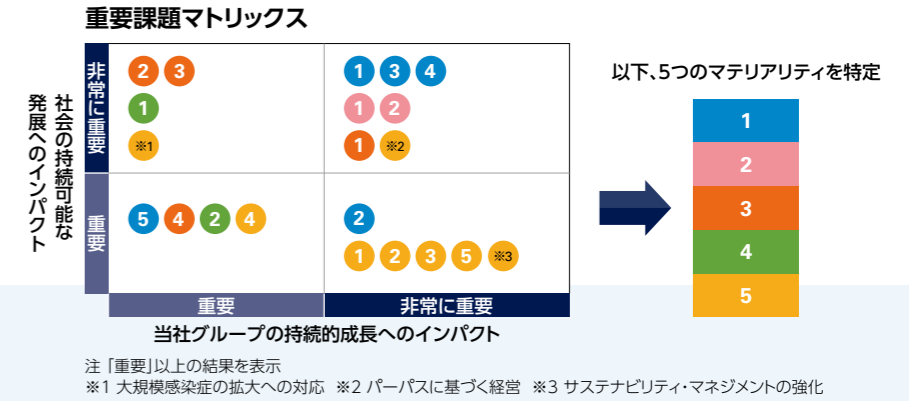 重要課題マトリックス
社会の持続可能な
発展へのインパクト
非常に重要
2 3
1
※1
1 3 4
1 2
1 ※2
重要
5 4 2 4
2
1 2 3 5 ※3
重要
非常に重要
当社グループの持続的成長へのインパクト
以下、5つのマテリアリティを特定
1
2
3
4
5
注 「重要」以上の結果を表示
※1 大規模感染症の拡大への対応 ※2 パーパスに基づく経営 ※3 サステナビリティ・マネジメントの強化